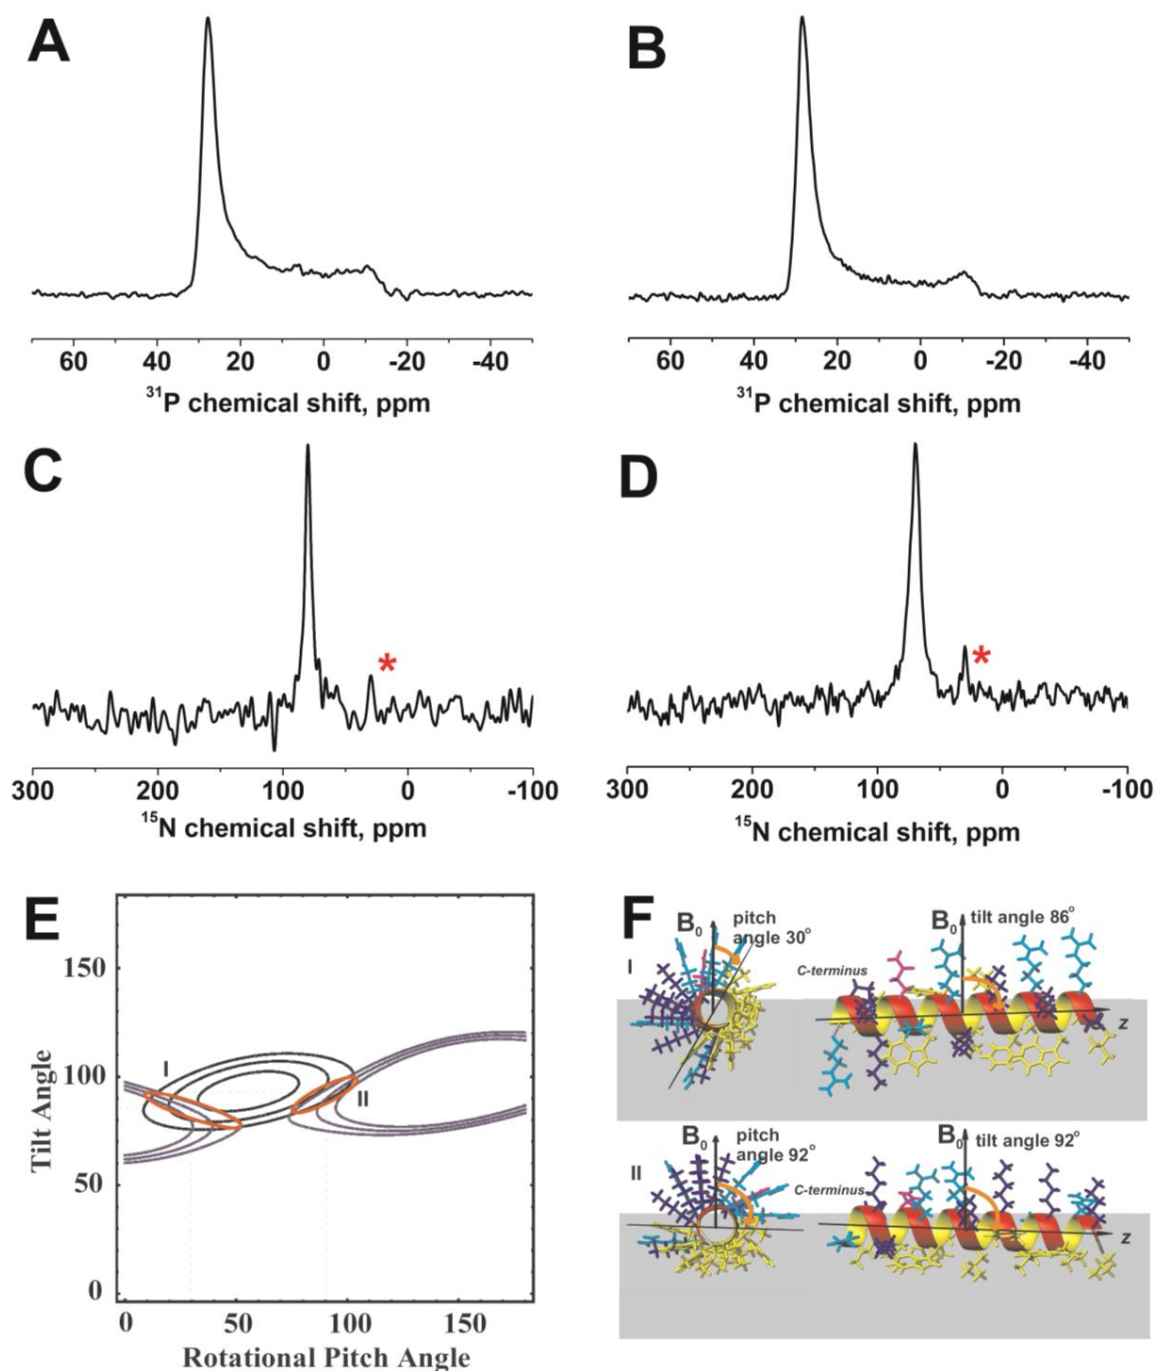 A
B
60 40 20 0 -20 -40
60 40 20 0 -20 -40
³¹P chemical shift, ppm
³¹P chemical shift, ppm
C
D
*
*
300 200 100 0 -100
300 200 100 0 -100
¹⁵N chemical shift, ppm
¹⁵N chemical shift, ppm
E
150
100
50
0
Tilt Angle
I
II
0 50 100 150
Rotational Pitch Angle
F
I
B₀
pitch
angle 30°
B₀
tilt angle 86°
C-terminus
z
II
B₀
pitch
angle 92°
B₀
tilt angle 92°
C-terminus
z